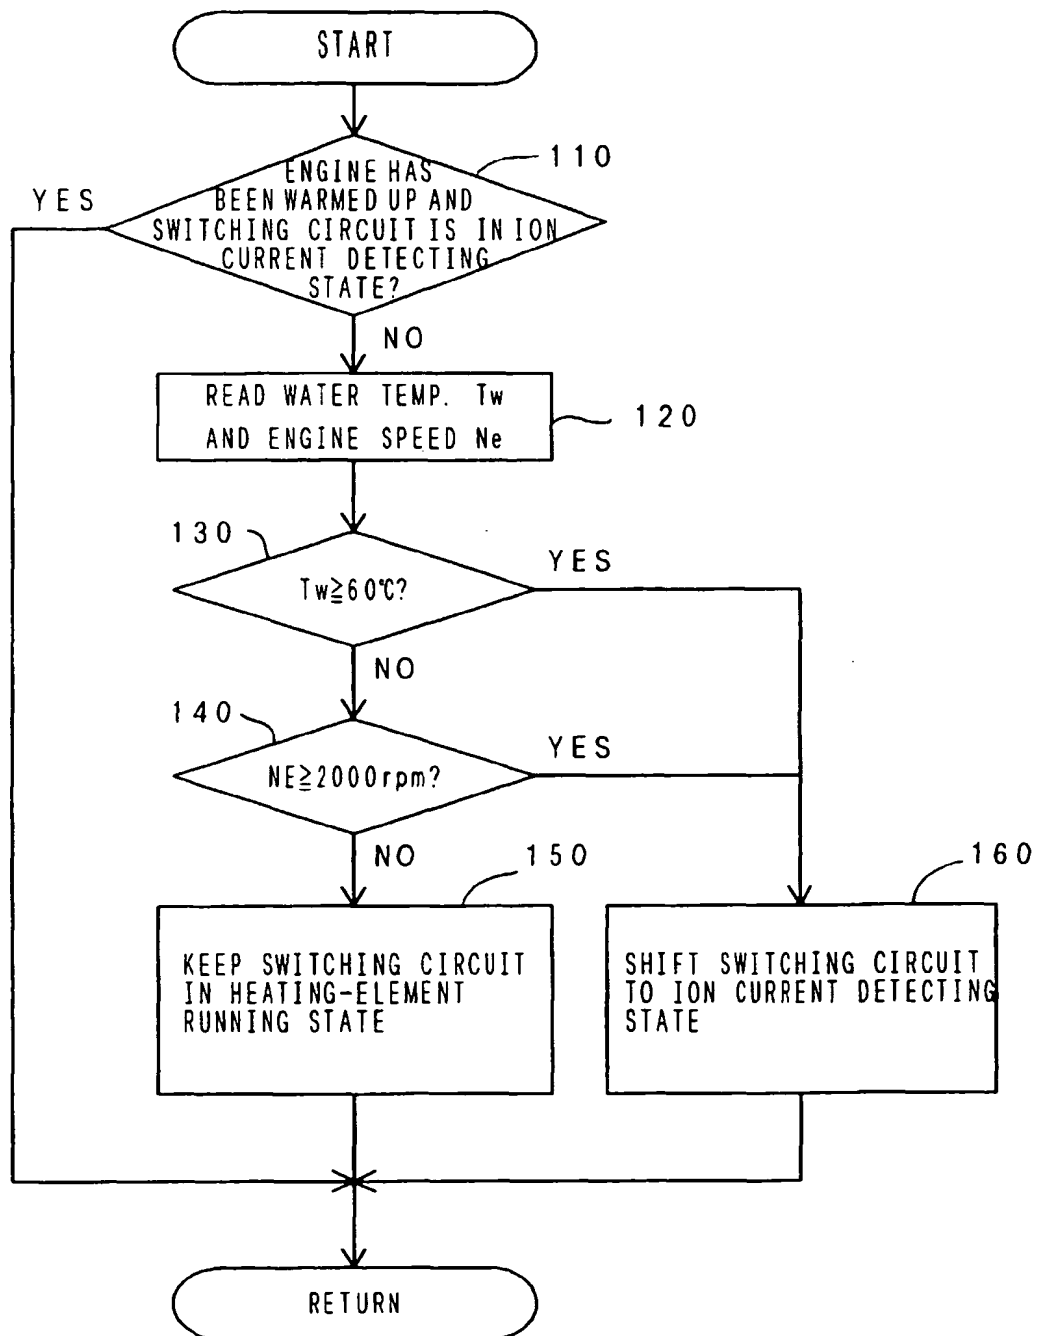 START
110
YES
ENGINE HAS
BEEN WARMED UP AND
SWITCHING CIRCUIT IS IN ION
CURRENT DETECTING
STATE?
NO
READ WATER TEMP. Tw
AND ENGINE SPEED Ne
120
130
YES
Tw≧60℃?
NO
140
YES
NE≧2000rpm?
NO
150
160
KEEP SWITCHING CIRCUIT
IN HEATING-ELEMENT
RUNNING STATE
SHIFT SWITCHING CIRCUIT
TO ION CURRENT DETECTING
STATE
RETURN